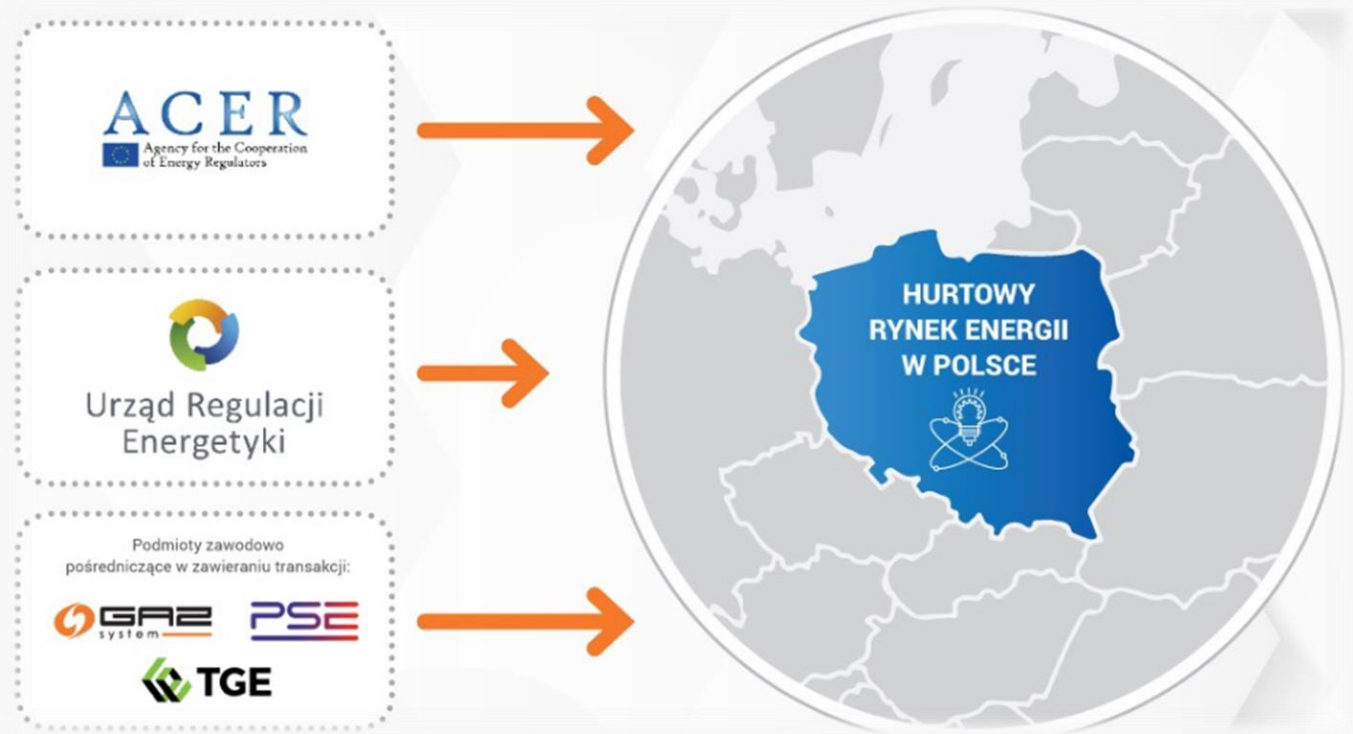 ACER
Agency for the Cooperation
of Energy Regulators
Urząd Regulacji
Energetyki
Podmioty zawodowo
pośredniczące w zawieraniu transakcji:
GAZ
system
PSE
TGE
HURTOWY
RYNEK ENERGII
W POLSCE